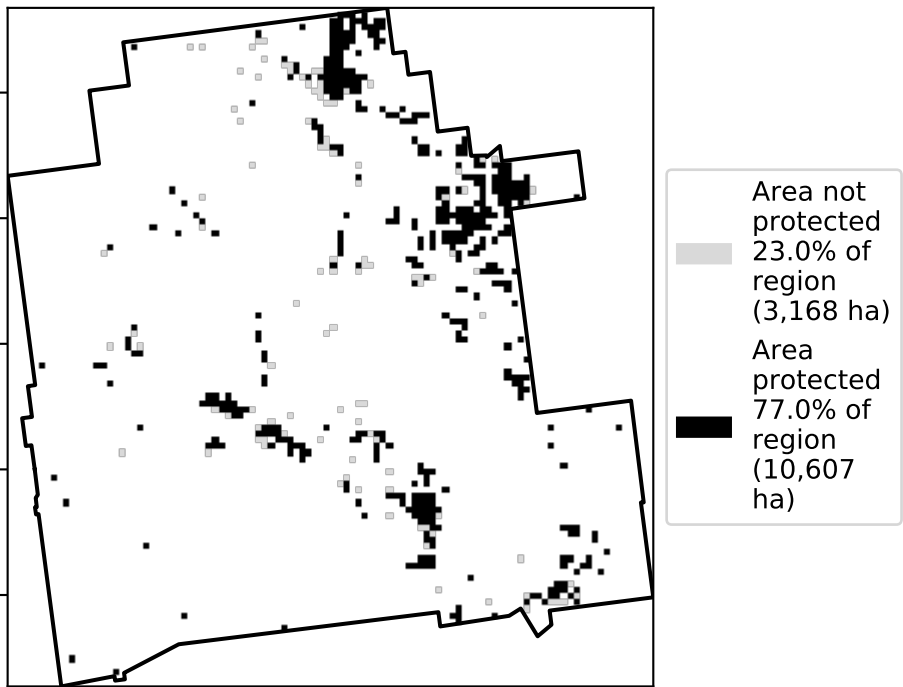 Area not
protected
23.0% of
region
(3,168 ha)
Area
protected
77.0% of
region
(10,607
ha)